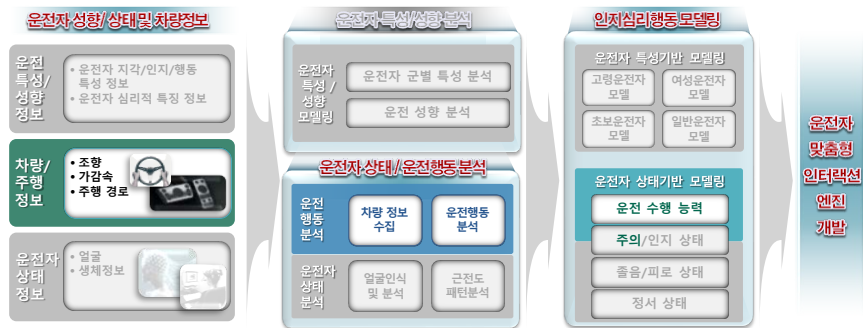 운전자 성향/ 상태 및 차량정보
운전
특성/
성향
정보
• 운전자 지각/인지/행동
특성 정보
• 운전자 심리적 특징 정보
차량/
주행
정보
• 조향
• 가감속
• 주행 경로
운전자
상태
정보
• 얼굴
• 생체정보
운전자 특성/성향 분석
운전자
특성 /
성향
모델링
운전자 군별 특성 분석
운전 성향 분석
운전자 상태 / 운전행동 분석
운전
행동
분석
차량 정보
수집
운전행동
분석
운전자
상태
분석
얼굴인식
및 분석
근전도
패턴분석
인지심리행동 모델링
운전자 특성기반 모델링
고령운전자
모델
여성운전자
모델
초보운전자
모델
일반운전자
모델
운전자 상태기반 모델링
운전 수행 능력
주의/인지 상태
졸음/피로 상태
정서 상태
운전자
맞춤형
인터랙션
엔진
개발